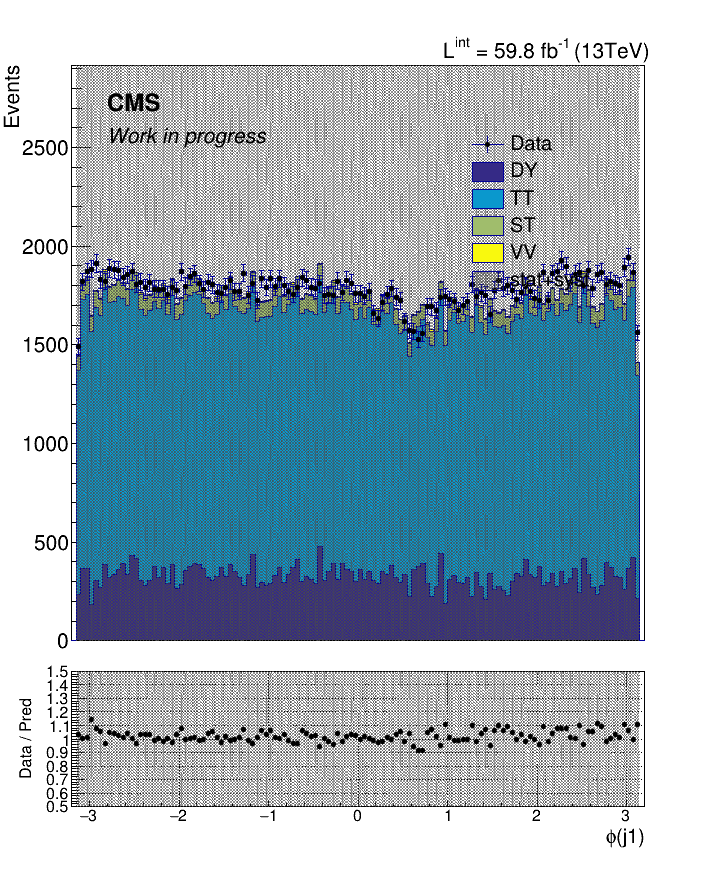 L^int = 59.8 fb^-1 (13TeV)
Events
CMS
Work in progress
Data
DY
TT
ST
VV
2500
2000
1500
1000
500
0
Data / Pred
1.5
1.4
1.3
1.2
1.1
1
0.9
0.8
0.7
0.6
0.5
−3 −2 −1 0 1 2 3
ϕ(j1)